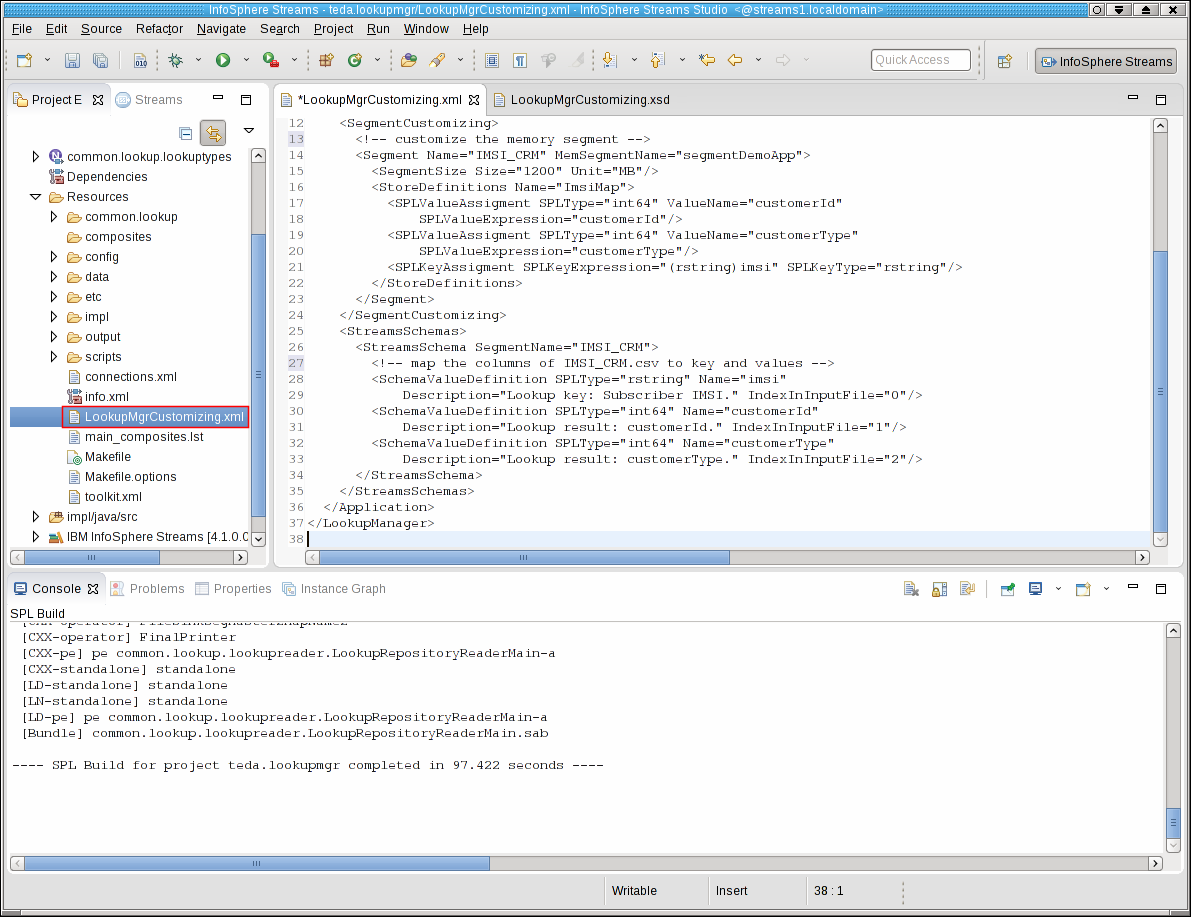 InfoSphere Streams - teda.lookupmgr/LookupMgrCustomizing.xml - InfoSphere Streams Studio <@streams1.localdomain>
File Edit Source Refactor Navigate Search Project Run Window Help
Quick Access InfoSphere Streams
Project E Streams
common.lookup.lookuptypes
Dependencies
Resources
common.lookup
composites
config
data
etc
impl
output
scripts
connections.xml
info.xml
LookupMgrCustomizing.xml
main_composites.lst
Makefile
Makefile.options
toolkit.xml
impl/java/src
IBM InfoSphere Streams [4.1.0.0
*LookupMgrCustomizing.xml LookupMgrCustomizing.xsd
12 <SegmentCustomizing>
13 <!-- customize the memory segment -->
14 <Segment Name="IMSI_CRM" MemSegmentName="segmentDemoApp">
15 <SegmentSize Size="1200" Unit="MB"/>
16 <StoreDefinitions Name="ImsiMap">
17 <SPLValueAssigment SPLType="int64" ValueName="customerId"
18 SPLValueExpression="customerId"/>
19 <SPLValueAssigment SPLType="int64" ValueName="customerType"
20 SPLValueExpression="customerType"/>
21 <SPLKeyAssigment SPLKeyExpression="(rstring)imsi" SPLKeyType="rstring"/>
22 </StoreDefinitions>
23 </Segment>
24 </SegmentCustomizing>
25 <StreamsSchemas>
26 <StreamsSchema SegmentName="IMSI_CRM">
27 <!-- map the columns of IMSI_CRM.csv to key and values -->
28 <SchemaValueDefinition SPLType="rstring" Name="imsi"
29 Description="Lookup key: Subscriber IMSI." IndexInInputFile="0"/>
30 <SchemaValueDefinition SPLType="int64" Name="customerId"
31 Description="Lookup result: customerId." IndexInInputFile="1"/>
32 <SchemaValueDefinition SPLType="int64" Name="customerType"
33 Description="Lookup result: customerType." IndexInInputFile="2"/>
34 </StreamsSchema>
35 </StreamsSchemas>
36 </Application>
37 </LookupManager>
38
Console Problems Properties Instance Graph
SPL Build
[CXX-operator] FinalPrinter
[CXX-pe] pe common.lookup.lookupreader.LookupRepositoryReaderMain-a
[CXX-standalone] standalone
[LD-standalone] standalone
[LN-standalone] standalone
[LD-pe] pe common.lookup.lookupreader.LookupRepositoryReaderMain-a
[Bundle] common.lookup.lookupreader.LookupRepositoryReaderMain.sab
---- SPL Build for project teda.lookupmgr completed in 97.422 seconds ----
Writable Insert 38 : 1